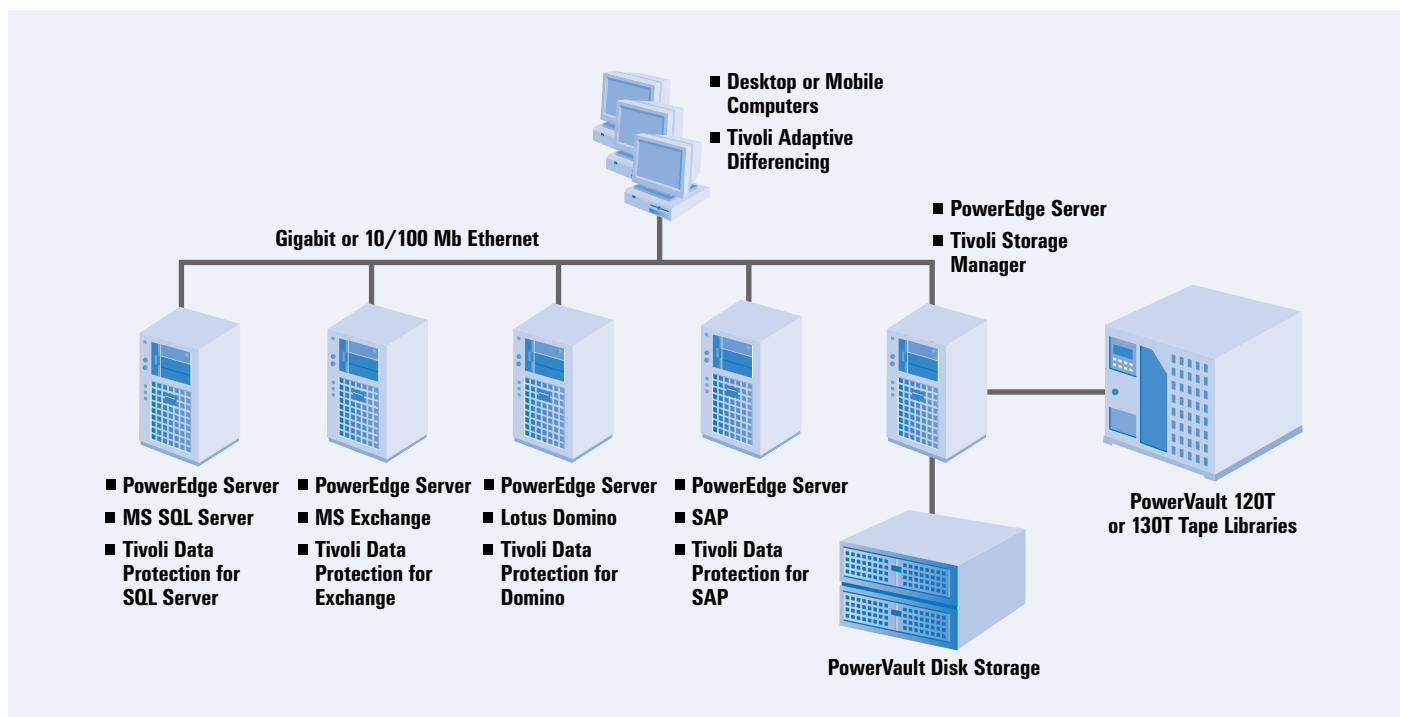 ■ Desktop or Mobile
Computers
■ Tivoli Adaptive
Differencing
■ PowerEdge Server
■ Tivoli Storage
Manager
Gigabit or 10/100 Mb Ethernet
■ PowerEdge Server
■ MS SQL Server
■ Tivoli Data
Protection for
SQL Server
■ PowerEdge Server
■ MS Exchange
■ Tivoli Data
Protection for
Exchange
■ PowerEdge Server
■ Lotus Domino
■ Tivoli Data
Protection for
Domino
■ PowerEdge Server
■ SAP
■ Tivoli Data
Protection for
SAP
PowerVault 120T
or 130T Tape Libraries
PowerVault Disk Storage